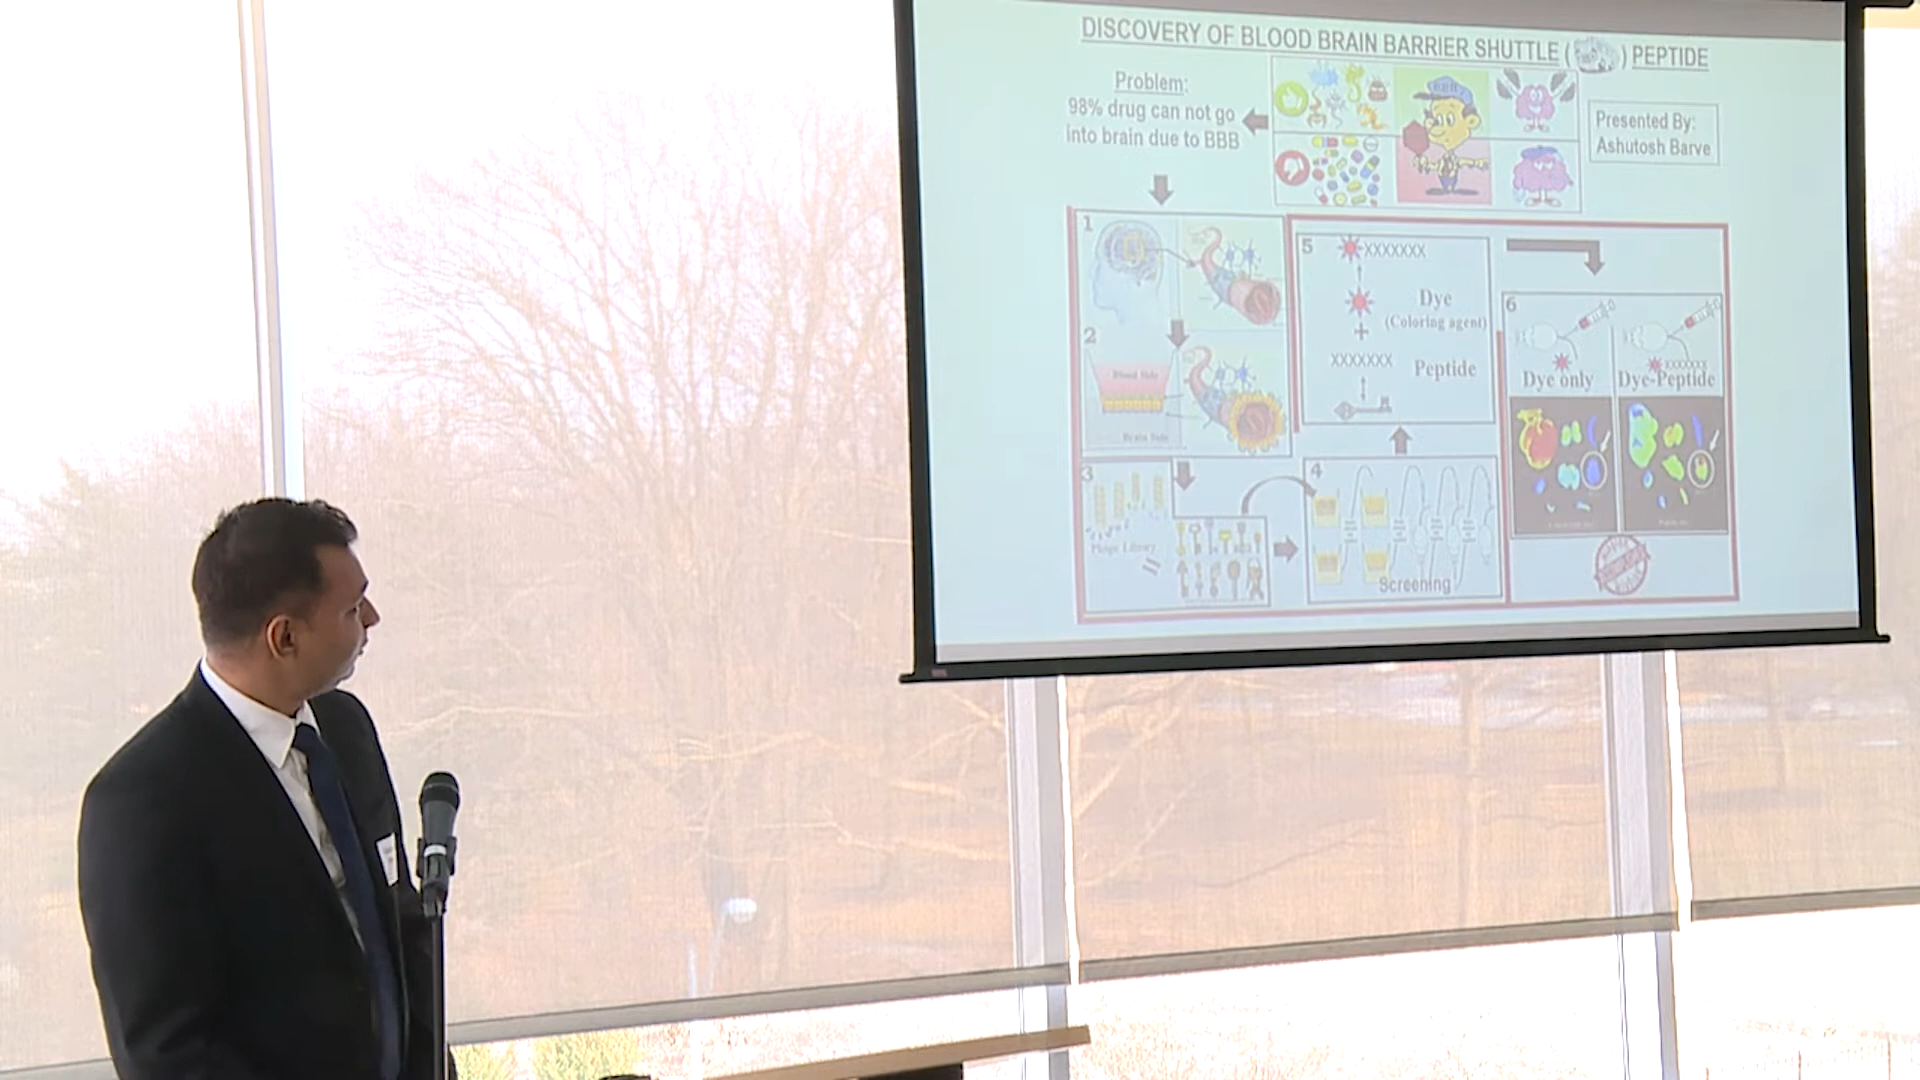 DISCOVERY OF BLOOD BRAIN BARRIER SHUTTLE ( ) PEPTIDE
Problem:
98% drug can not go
into brain due to BBB
Presented By:
Ashutosh Barve
1
2
Blood Side
Brain Side
3
Phage Library
4
Screening
5
XXXXXXX
Dye
(Coloring agent)
+
XXXXXXX
Peptide
6
Dye only
XXXXXX
Dye-Peptide